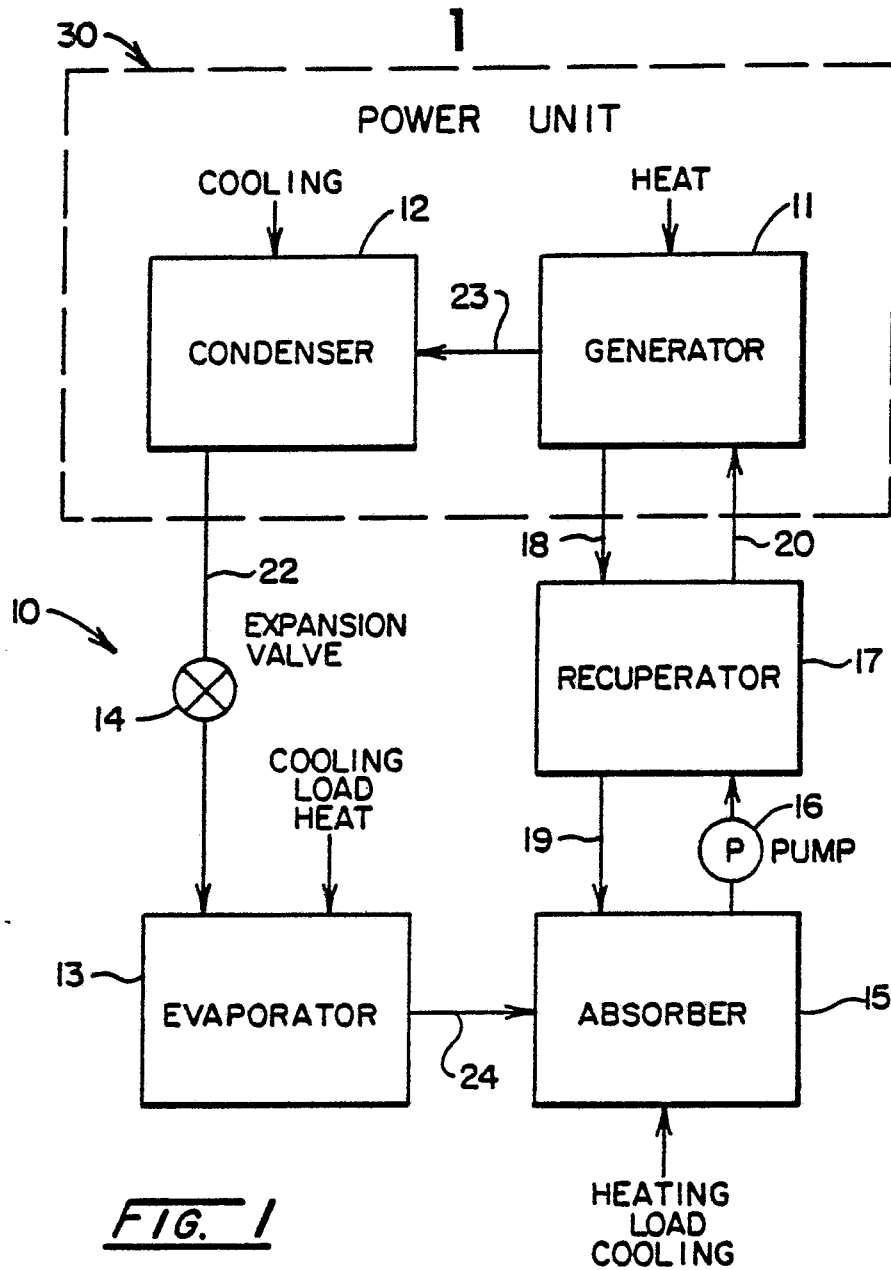 1
30
POWER UNIT
COOLING
HEAT
12
11
23
CONDENSER
GENERATOR
18
20
22
10
EXPANSION
VALVE
14
RECUPERATOR
17
COOLING
LOAD
HEAT
19
16
P
PUMP
13
EVAPORATOR
ABSORBER
15
24
HEATING
LOAD
COOLING
FIG. 1